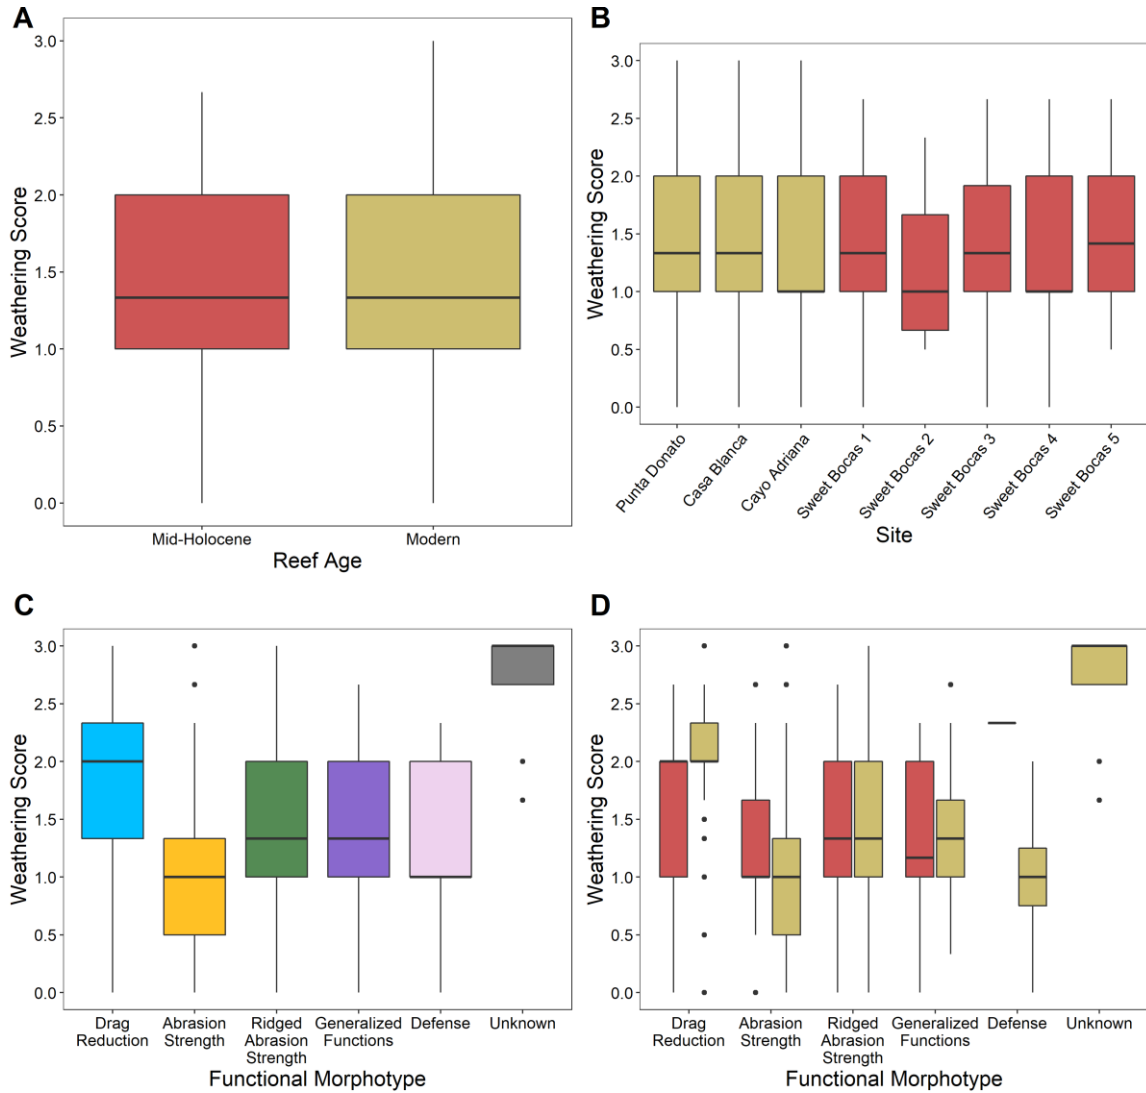 A
Weathering Score
3.0
2.5
2.0
1.5
1.0
0.5
0.0
Mid-Holocene
Modern
Reef Age
B
Weathering Score
3.0
2.5
2.0
1.5
1.0
0.5
0.0
Punta Donato
Casa Blanca
Cayo Adriana
Sweet Bocas 1
Sweet Bocas 2
Sweet Bocas 3
Sweet Bocas 4
Sweet Bocas 5
Site
C
Weathering Score
3.0
2.5
2.0
1.5
1.0
0.5
0.0
Drag
Reduction
Abrasion
Strength
Ridged
Abrasion
Strength
Generalized
Functions
Defense
Unknown
Functional Morphotype
D
Weathering Score
3.0
2.5
2.0
1.5
1.0
0.5
0.0
Drag
Reduction
Abrasion
Strength
Ridged
Abrasion
Strength
Generalized
Functions
Defense
Unknown
Functional Morphotype